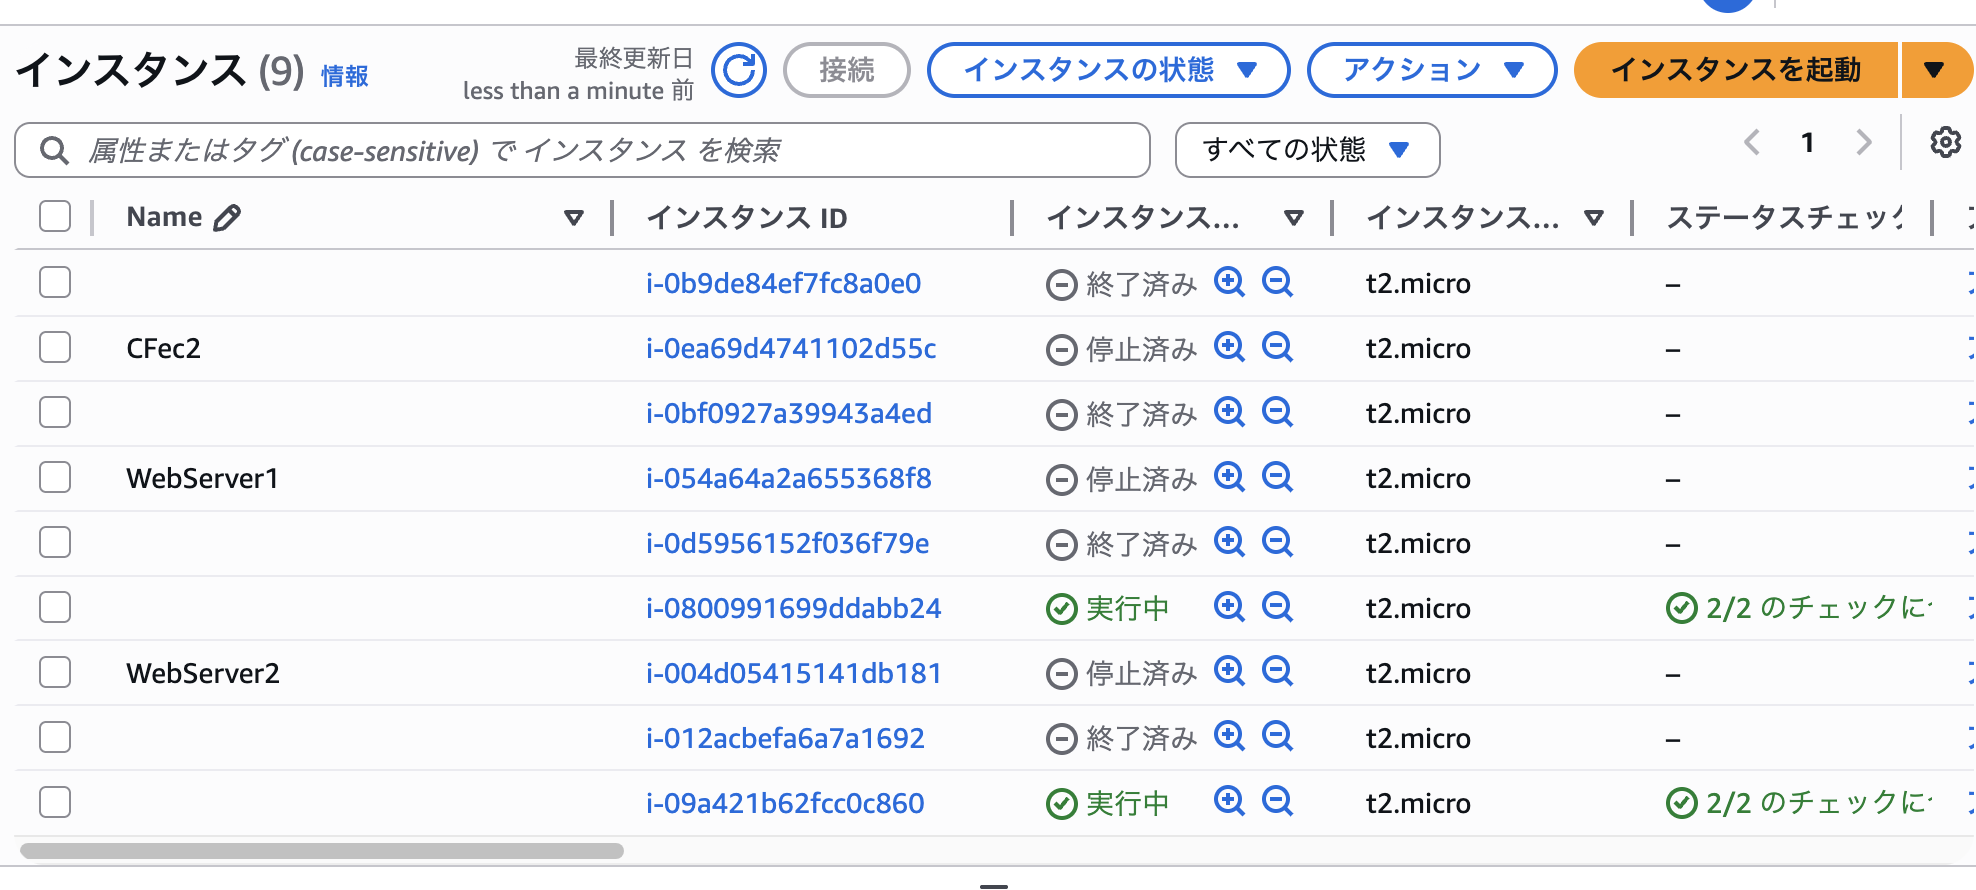 インスタンス (9) 情報
最終更新日
less than a minute 前
接続
インスタンスの状態
アクション
インスタンスを起動
属性またはタグ (case-sensitive) で インスタンス を検索
すべての状態
1
Name インスタンス ID インスタンス... インスタンス... ステータスチェック
i-0b9de84ef7fc8a0e0 終了済み t2.micro –
CFec2 i-0ea69d4741102d55c 停止済み t2.micro –
i-0bf0927a39943a4ed 終了済み t2.micro –
WebServer1 i-054a64a2a655368f8 停止済み t2.micro –
i-0d5956152f036f79e 終了済み t2.micro –
i-0800991699ddabb24 実行中 t2.micro 2/2 のチェックに
WebServer2 i-004d05415141db181 停止済み t2.micro –
i-012acbefa6a7a1692 終了済み t2.micro –
i-09a421b62fcc0c860 実行中 t2.micro 2/2 のチェックに